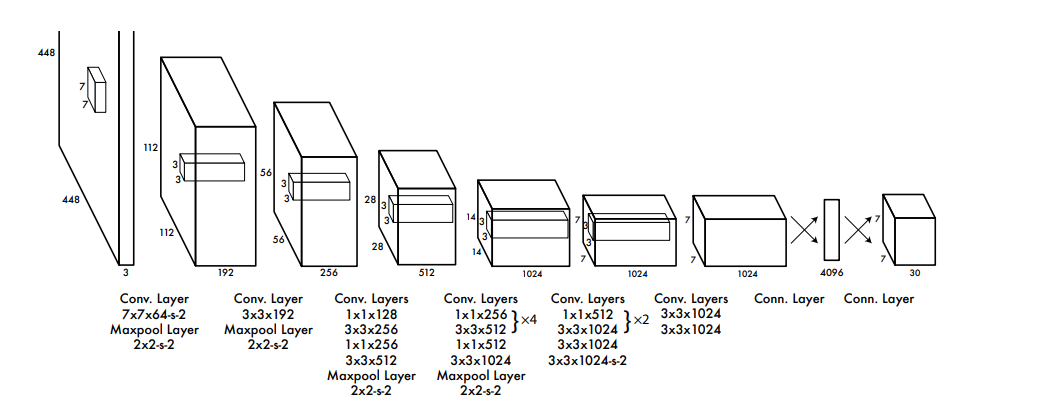 448
7
7
448
3
112
3
3
112
192
56
3
3
56
256
28
3
3
28
512
14
3
3
14
1024
7
3
3
7
1024
7
7
1024
4096
7
7
30
Conv. Layer
7x7x64-s-2
Maxpool Layer
2x2-s-2
Conv. Layer
3x3x192
Maxpool Layer
2x2-s-2
Conv. Layers
1x1x128
3x3x256
1x1x256
3x3x512
Maxpool Layer
2x2-s-2
Conv. Layers
1x1x256
3x3x512 }×4
1x1x512
3x3x1024
Maxpool Layer
2x2-s-2
Conv. Layers
1x1x512
3x3x1024 }×2
3x3x1024
3x3x1024-s-2
Conv. Layers
3x3x1024
3x3x1024
Conn. Layer
Conn. Layer